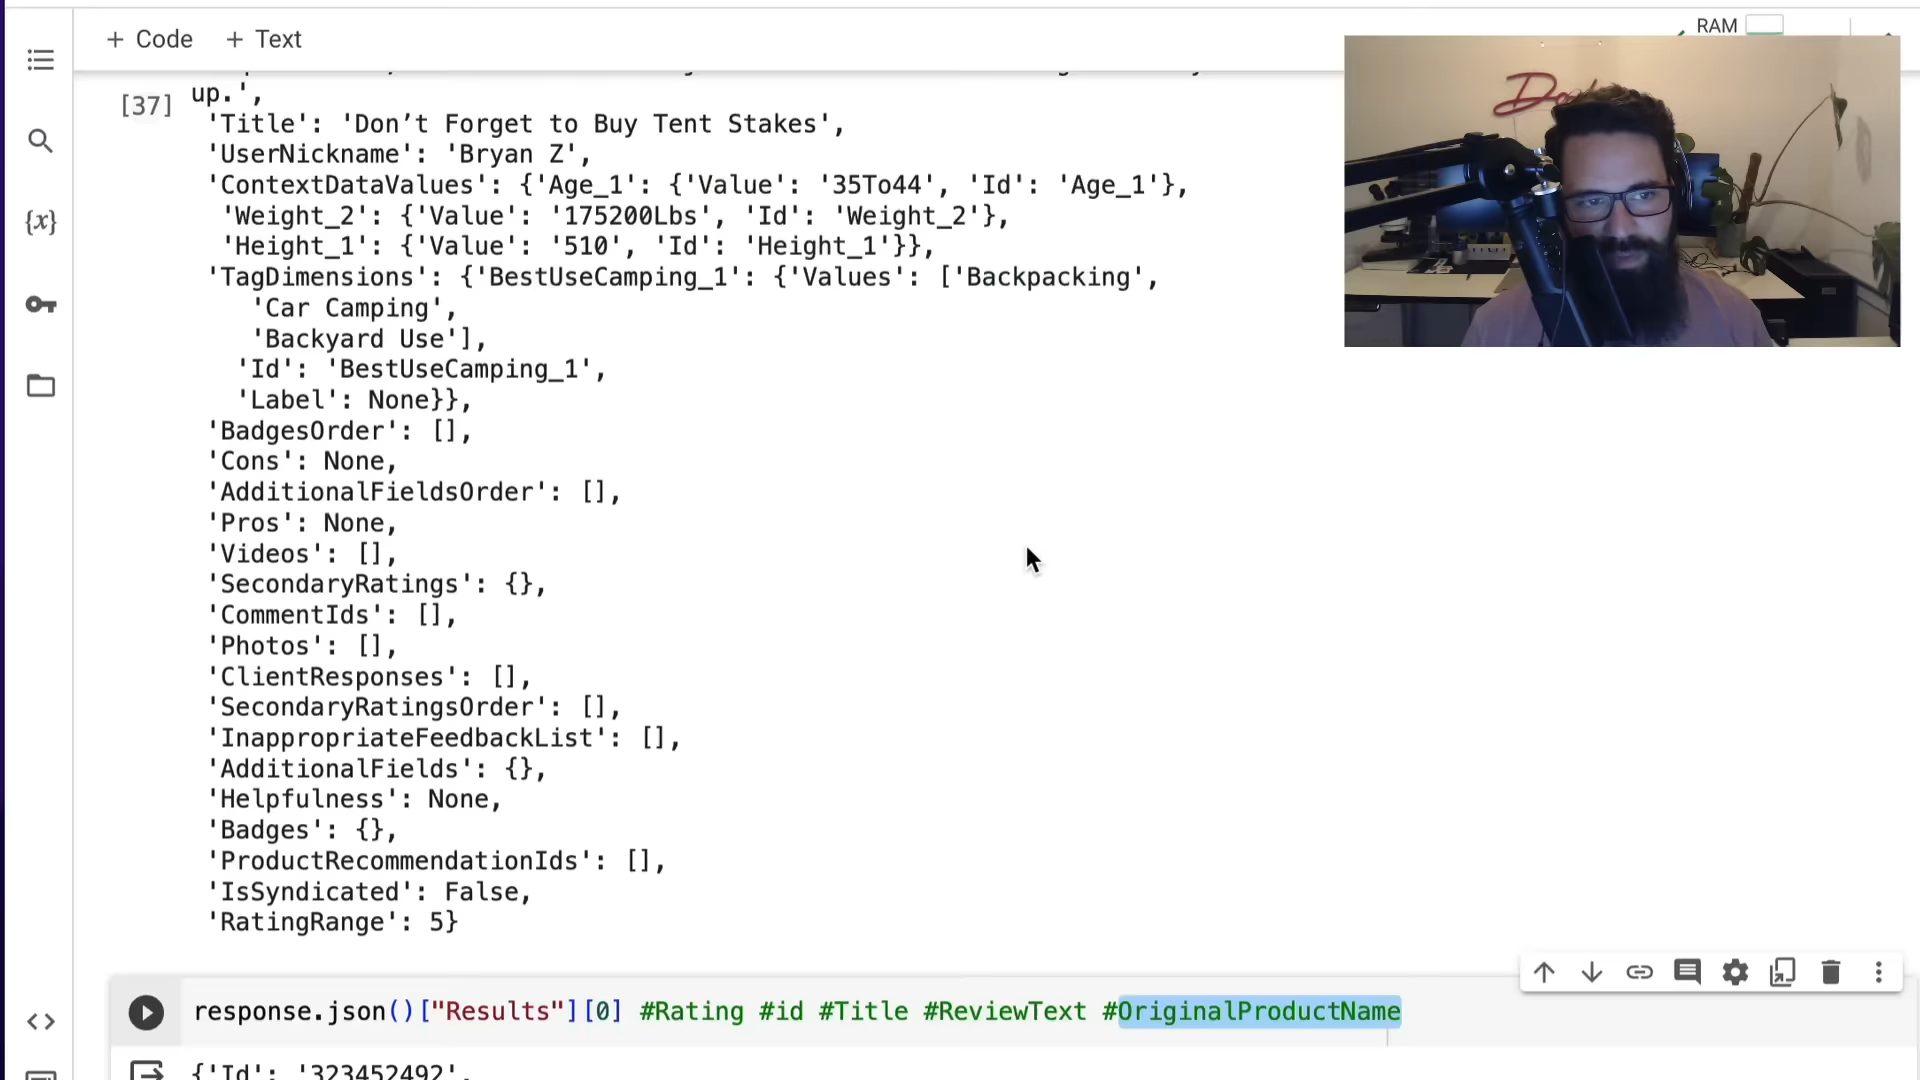 + Code + Text
RAM
up.',
[37]
'Title': 'Don’t Forget to Buy Tent Stakes',
'UserNickname': 'Bryan Z',
'ContextDataValues': {'Age_1': {'Value': '35To44', 'Id': 'Age_1'},
'Weight_2': {'Value': '175200Lbs', 'Id': 'Weight_2'},
'Height_1': {'Value': '510', 'Id': 'Height_1'}},
'TagDimensions': {'BestUseCamping_1': {'Values': ['Backpacking',
'Car Camping',
'Backyard Use'],
'Id': 'BestUseCamping_1',
'Label': None}},
'BadgesOrder': [],
'Cons': None,
'AdditionalFieldsOrder': [],
'Pros': None,
'Videos': [],
'SecondaryRatings': {},
'CommentIds': [],
'Photos': [],
'ClientResponses': [],
'SecondaryRatingsOrder': [],
'InappropriateFeedbackList': [],
'AdditionalFields': {},
'Helpfulness': None,
'Badges': {},
'ProductRecommendationIds': [],
'IsSyndicated': False,
'RatingRange': 5}
response.json()["Results"][0] #Rating #id #Title #ReviewText #OriginalProductName
{'Id': '323452492',